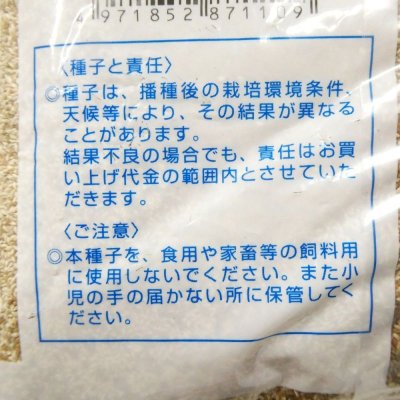 4971852871109
〈種子と責任〉
◎種子は、播種後の栽培環境条件、
天候等により、その結果が異なる
ことがあります。
結果不良の場合でも、責任はお買
い上げ代金の範囲内とさせていた
だきます。
〈ご注意〉
◎本種子を、食用や家畜等の飼料用
に使用しないでください。また小
児の手の届かない所に保管してく
ださい。